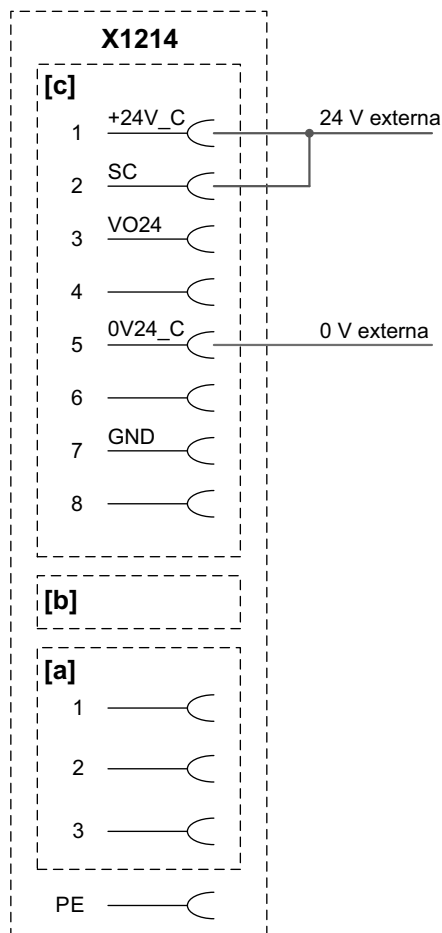 X1214
[c]
1 +24V_C 24 V externa
2 SC
3 VO24
4
5 0V24_C 0 V externa
6
7 GND
8
[b]
[a]
1
2
3
PE